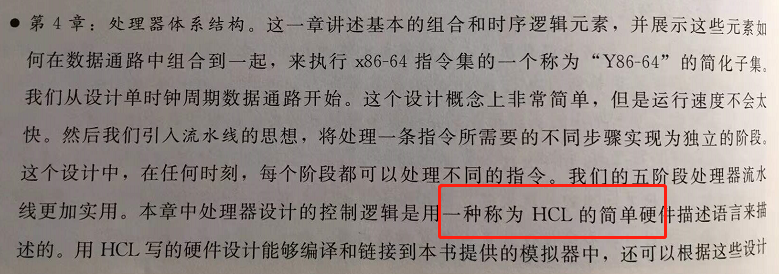 ● 第 4 章：处理器体系结构。这一章讲述基本的组合和时序逻辑元素，并展示这些元素如
何在数据通路中组合到一起，来执行 x86-64 指令集的一个称为“Y86-64”的简化子集。
我们从设计单时钟周期数据通路开始。这个设计概念上非常简单，但是运行速度不会太
快。然后我们引入流水线的思想，将处理一条指令所需要的不同步骤实现为独立的阶段。
这个设计中，在任何时刻，每个阶段都可以处理不同的指令。我们的五阶段处理器流水
线更加实用。本章中处理器设计的控制逻辑是用一种称为 HCL 的简单硬件描述语言来描
述的。用 HCL 写的硬件设计能够编译和链接到本书提供的模拟器中，还可以根据这些设计